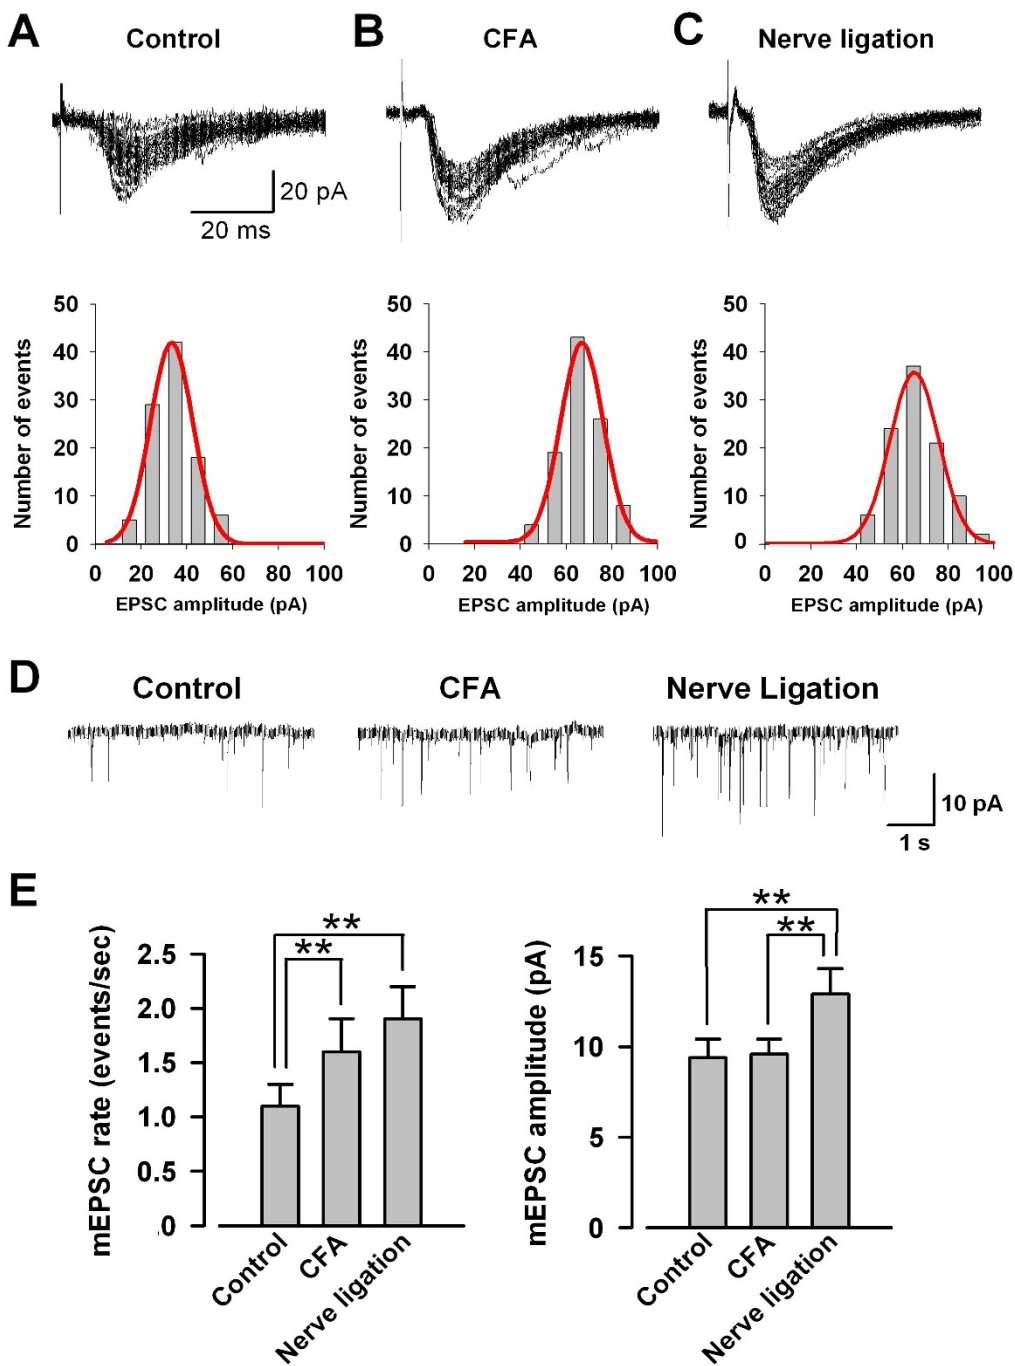 A Control
B CFA
C Nerve ligation
20 pA
20 ms
Number of events
50
40
30
20
10
0
0 20 40 60 80 100
EPSC amplitude (pA)
Number of events
50
40
30
20
10
0
0 20 40 60 80 100
EPSC amplitude (pA)
Number of events
50
40
30
20
10
0
0 20 40 60 80 100
EPSC amplitude (pA)
D
Control
CFA
Nerve Ligation
10 pA
1 s
E
mEPSC rate (events/sec)
2.5
2.0
1.5
1.0
0.5
.0
**
**
Control
CFA
Nerve ligation
mEPSC amplitude (pA)
15
10
5
0
**
**
Control
CFA
Nerve ligation